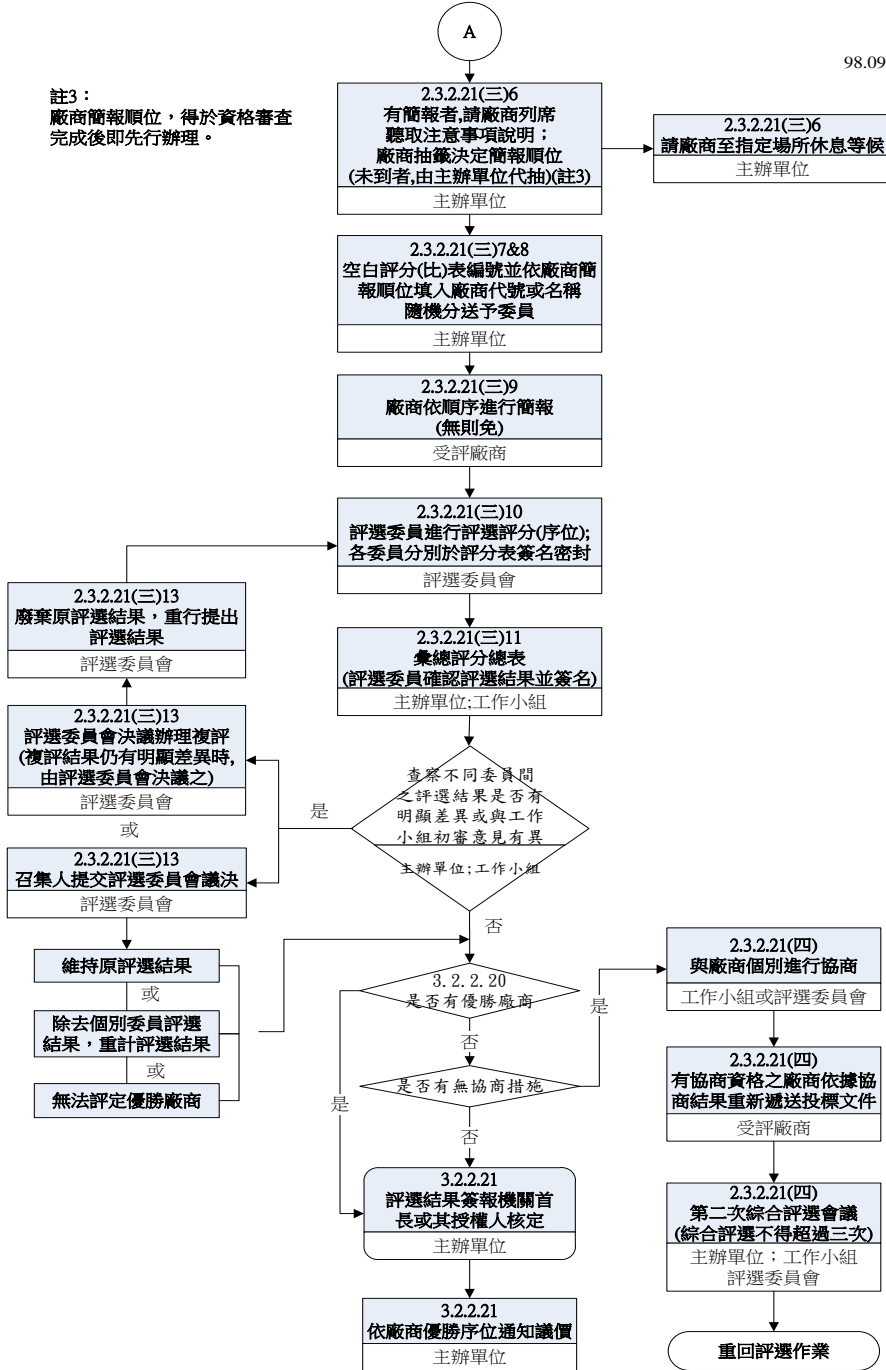 A
98.09
註3：
廠商簡報順位，得於資格審查
完成後即先行辦理。
2.3.2.21(三)6
有簡報者,請廠商列席
聽取注意事項說明；
廠商抽籤決定簡報順位
(未到者,由主辦單位代抽)(註3)
主辦單位
2.3.2.21(三)6
請廠商至指定場所休息等候
主辦單位
2.3.2.21(三)7&8
空白評分(比)表編號並依廠商簡
報順位填入廠商代號或名稱
隨機分送予委員
主辦單位
2.3.2.21(三)9
廠商依順序進行簡報
(無則免)
受評廠商
2.3.2.21(三)10
評選委員進行評選評分(序位);
各委員分別於評分表簽名密封
評選委員會
2.3.2.21(三)13
廢棄原評選結果，重行提出
評選結果
評選委員會
2.3.2.21(三)11
彙總評分總表
(評選委員確認評選結果並簽名)
主辦單位;工作小組
2.3.2.21(三)13
評選委員會決議辦理複評
(複評結果仍有明顯差異時,
由評選委員會決議之)
評選委員會
或
是
查察不同委員間
之評選結果是否有
明顯差異或與工作
小組初審意見有異
主辦單位;工作小組
2.3.2.21(三)13
召集人提交評選委員會議決
評選委員會
否
維持原評選結果
或
除去個別委員評選
結果，重計評選結果
或
無法評定優勝廠商
3.2.2.20
是否有優勝廠商
是
否
是否有無協商措施
是
否
2.3.2.21(四)
與廠商個別進行協商
工作小組或評選委員會
2.3.2.21(四)
有協商資格之廠商依據協
商結果重新遞送投標文件
受評廠商
3.2.2.21
評選結果簽報機關首
長或其授權人核定
主辦單位
2.3.2.21(四)
第二次綜合評選會議
(綜合評選不得超過三次)
主辦單位；工作小組
評選委員會
3.2.2.21
依廠商優勝序位通知議價
主辦單位
重回評選作業